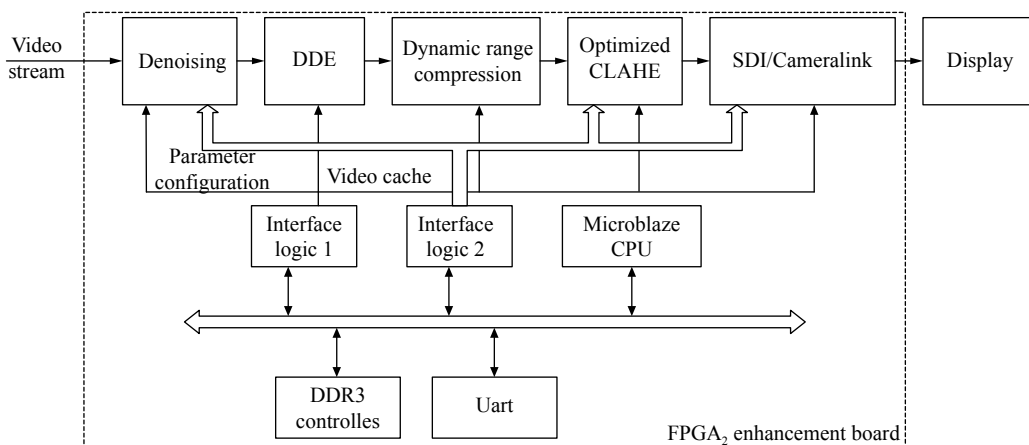 Video
stream
Denoising
DDE
Dynamic range
compression
Optimized
CLAHE
SDI/Cameralink
Display
Parameter
configuration
Video cache
Interface
logic 1
Interface
logic 2
Microblaze
CPU
DDR3
controlles
Uart
FPGA₂ enhancement board